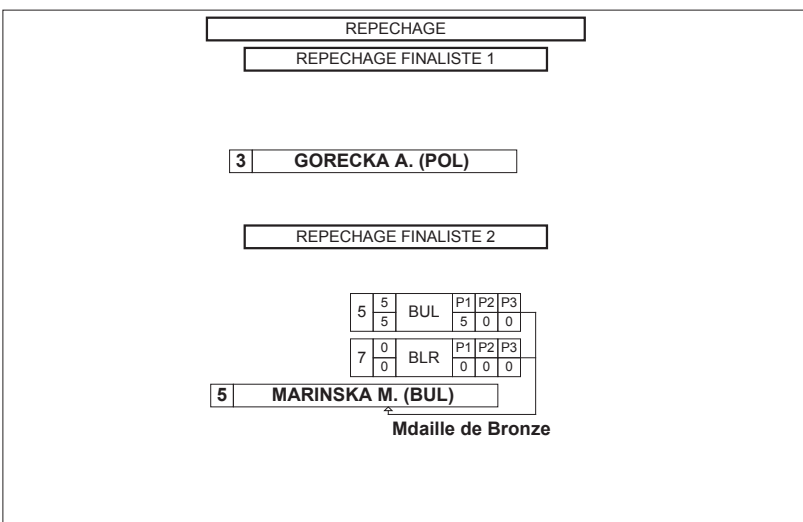 REPECHAGE
REPECHAGE FINALISTE 1
3 GORECKA A. (POL)
REPECHAGE FINALISTE 2
5 5 BUL P1 P2 P3
5 5 0 0
7 0 BLR P1 P2 P3
0 0 0 0
5 MARINSKA M. (BUL)
Mdaille de Bronze